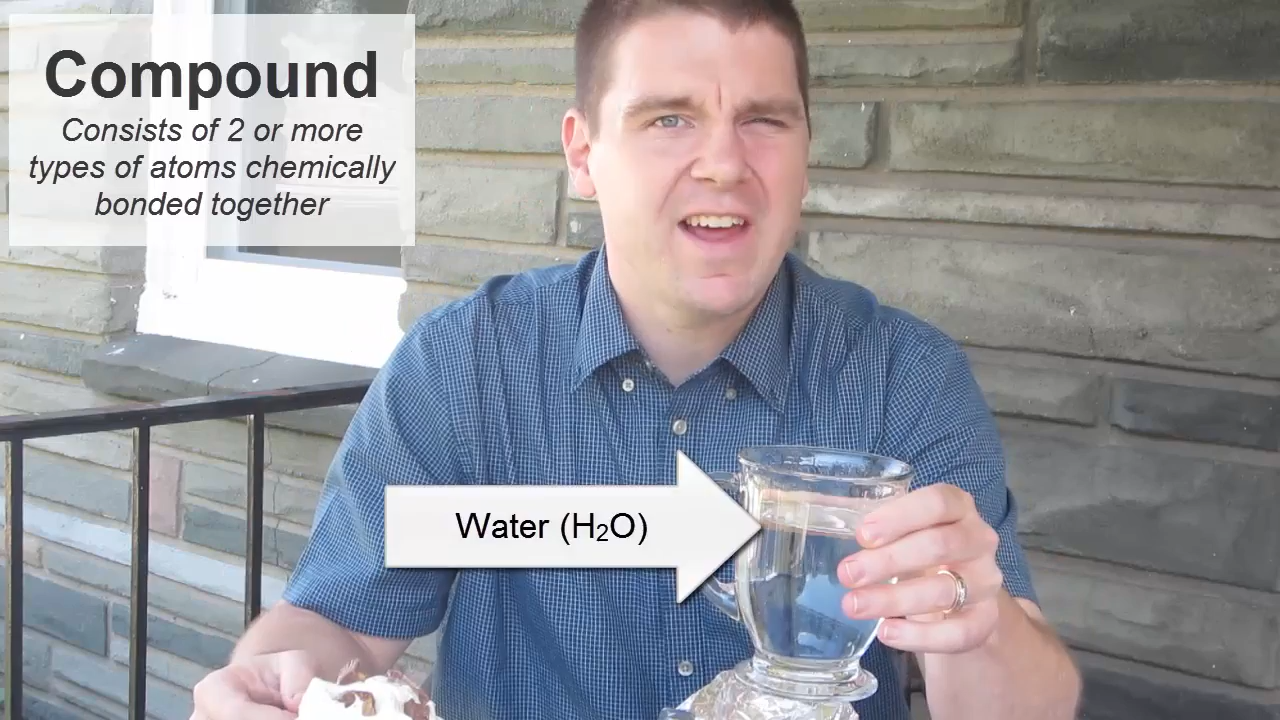 Compound
Consists of 2 or more
types of atoms chemically
bonded together
Water (H₂O)